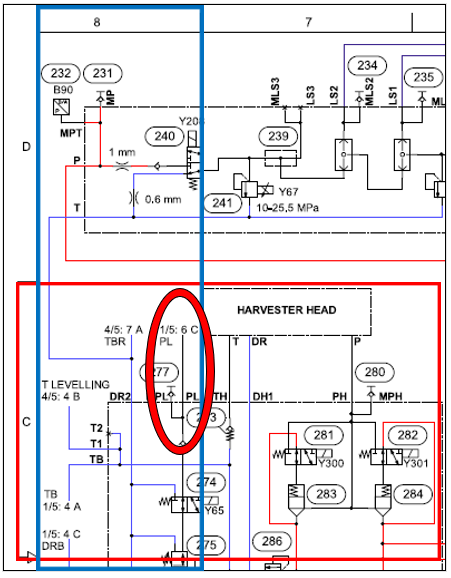 8
7
232
231
234
235
B90
MP
MLS3
LS3
LS2
MLS2
LS1
Y208
MPT
240
239
D
P
1 mm
T
0.6 mm
241
Y67
10-25,5 MPa
HARVESTER HEAD
4/5: 7 A
TBR
1/5: 6 C
PL
T
DR
P
277
280
T LEVELLING
4/5: 4 B
DR2
PL
PL
TH
DH1
PH
MPH
C
T2
T1
TB
281
282
Y300
Y301
274
283
284
TB
1/5: 4 A
Y65
1/5: 4 C
DRB
275
286